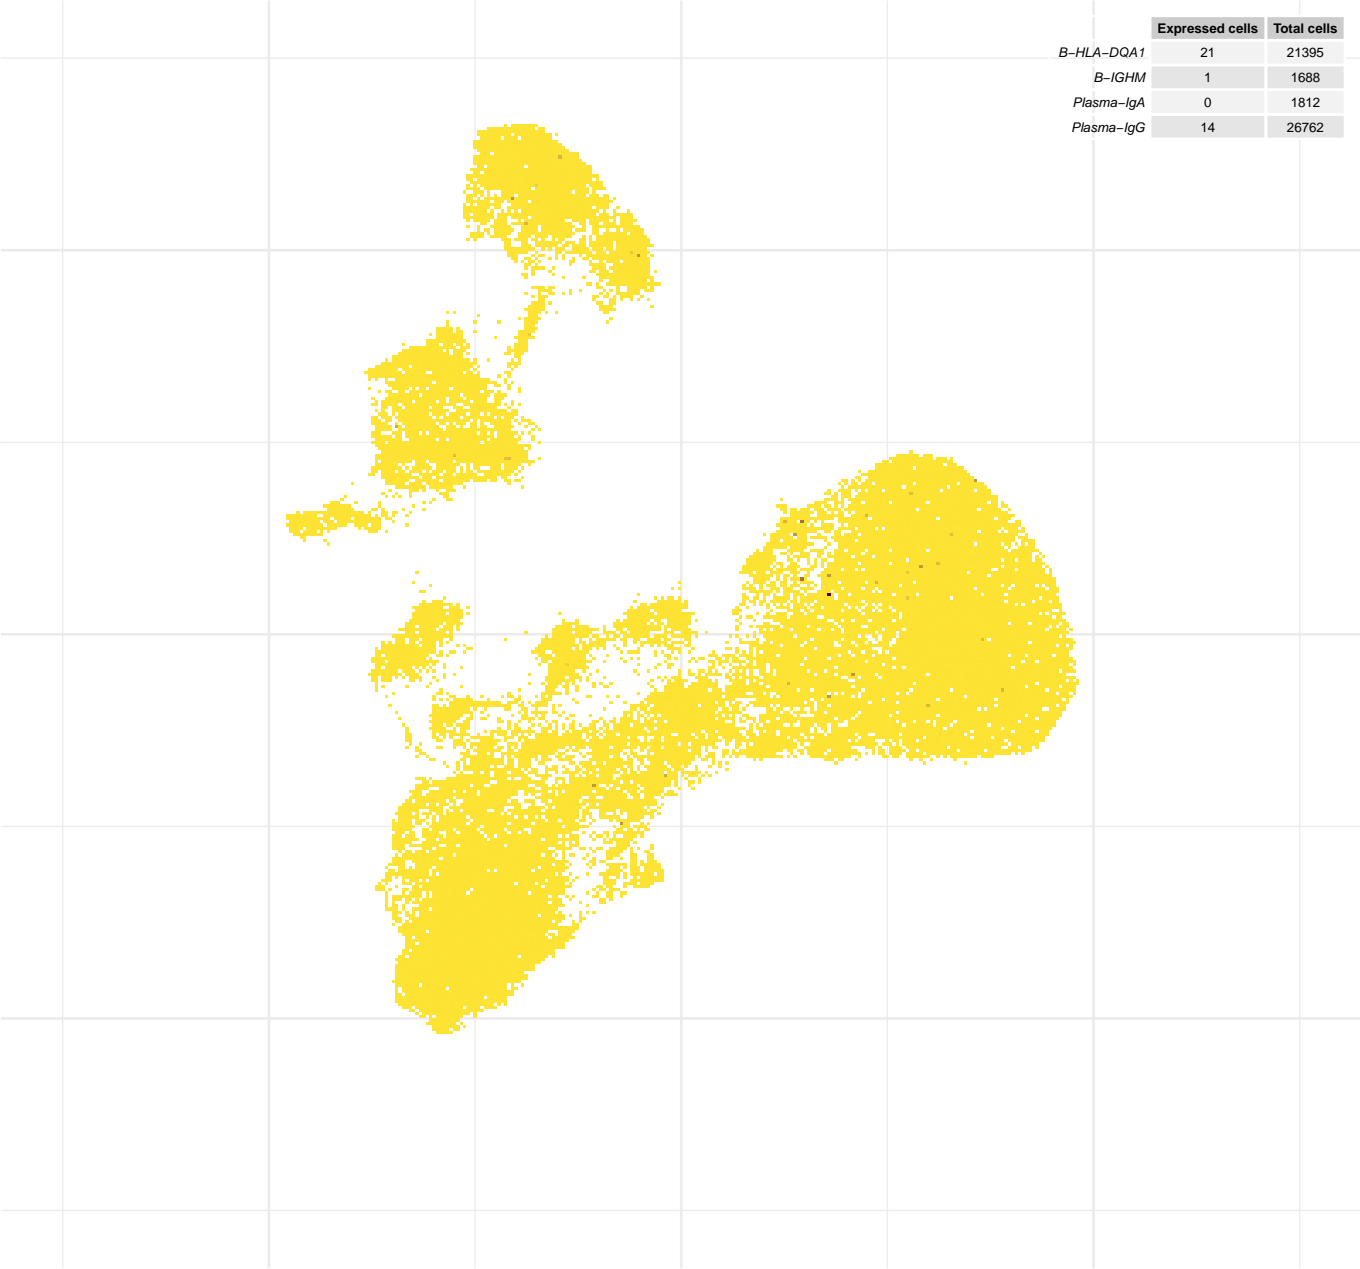 Expressed cells Total cells
B−HLA−DQA1 21 21395
B−IGHM 1 1688
Plasma−IgA 0 1812
Plasma−IgG 14 26762